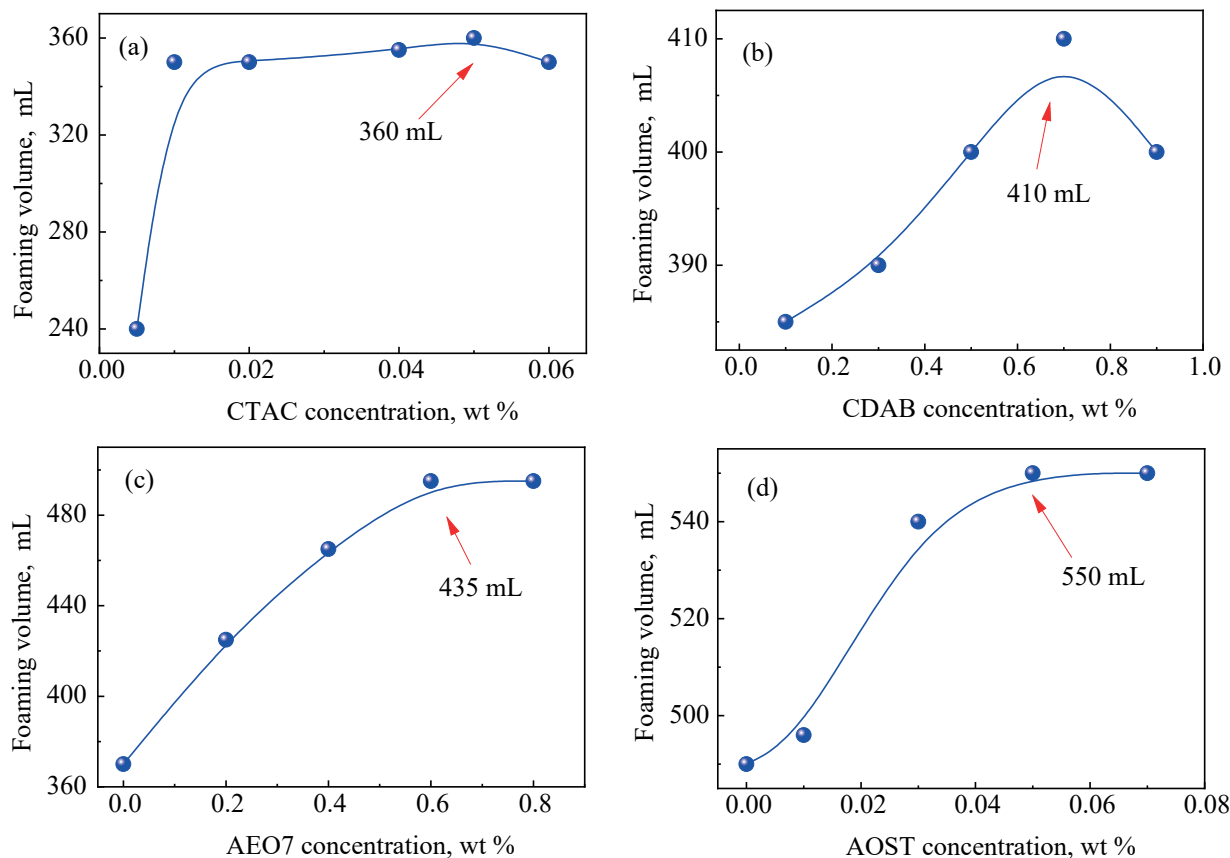 (a)
Foaming volume, mL
360
320
280
240
360 mL
0.00 0.02 0.04 0.06
CTAC concentration, wt %
(b)
Foaming volume, mL
410
400
390
410 mL
0.0 0.2 0.4 0.6 0.8 1.0
CDAB concentration, wt %
(c)
Foaming volume, mL
480
440
400
360
435 mL
0.0 0.2 0.4 0.6 0.8
AEO7 concentration, wt %
(d)
Foaming volume, mL
540
520
500
550 mL
0.00 0.02 0.04 0.06 0.08
AOST concentration, wt %